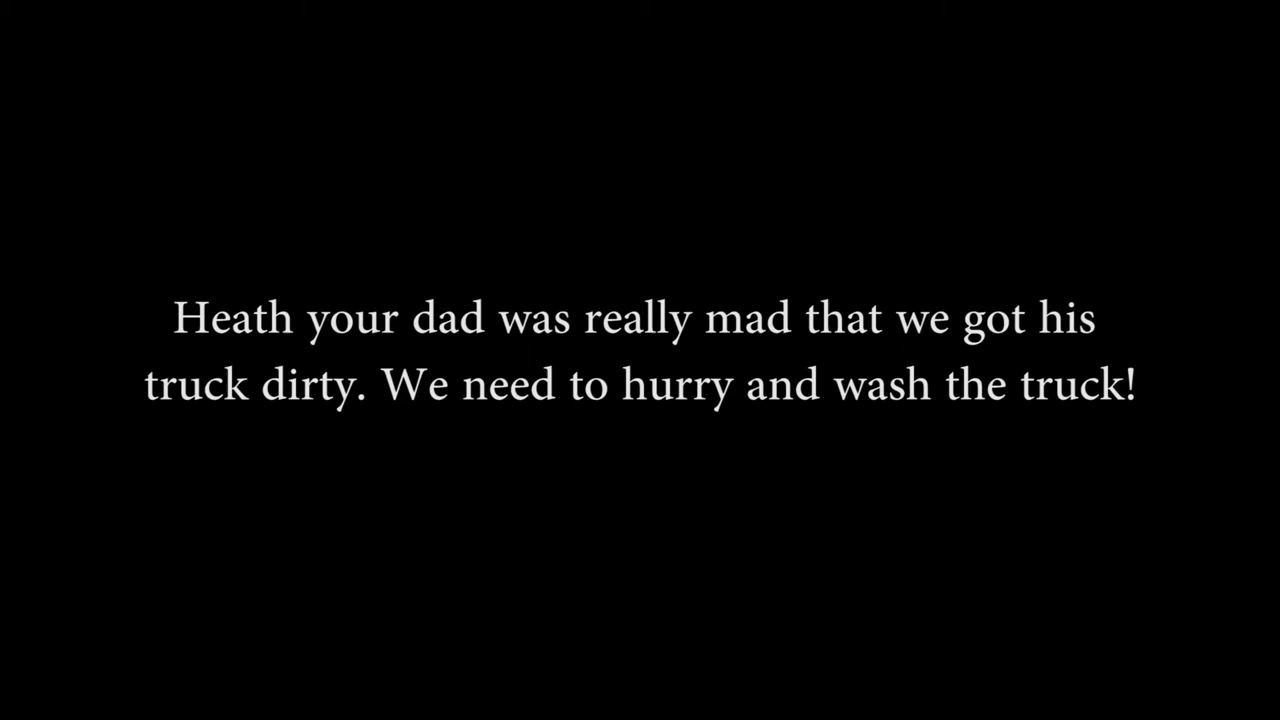 Heath your dad was really mad that we got his
truck dirty. We need to hurry and wash the truck!